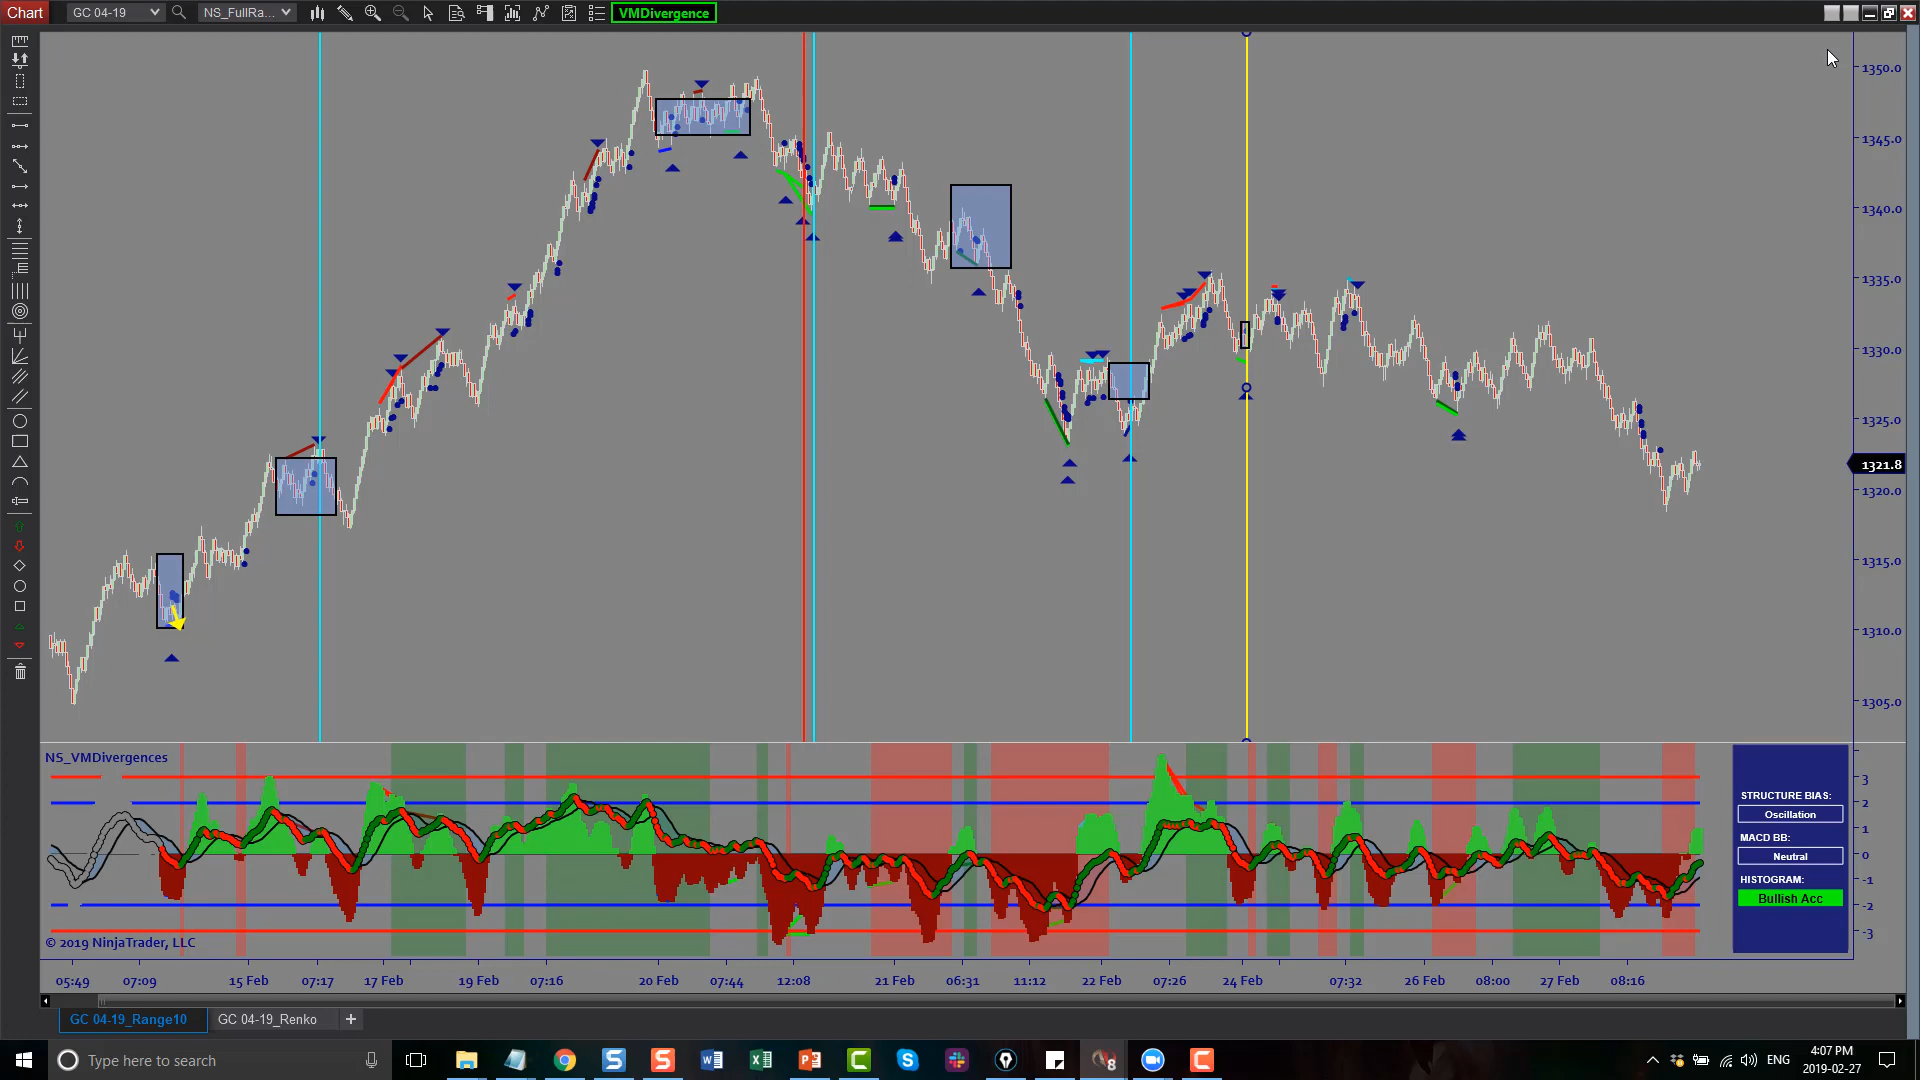 Chart GC 04-19 NS_FullRa... VMDivergence
1350.0
1345.0
1340.0
1335.0
1330.0
1325.0
1321.8
1320.0
1315.0
1310.0
1305.0
NS_VMDivergences
STRUCTURE BIAS:
Oscillation
MACD BB:
Neutral
HISTOGRAM:
Bullish Acc
3
2
1
0
-1
-2
-3
© 2019 NinjaTrader, LLC
05:49 07:09 15 Feb 07:17 17 Feb 19 Feb 07:16 20 Feb 07:44 12:08 21 Feb 06:31 11:12 22 Feb 07:26 24 Feb 07:32 26 Feb 08:00 27 Feb 08:16
GC 04-19_Range10 GC 04-19_Renko +
Type here to search
ENG
4:07 PM
2019-02-27